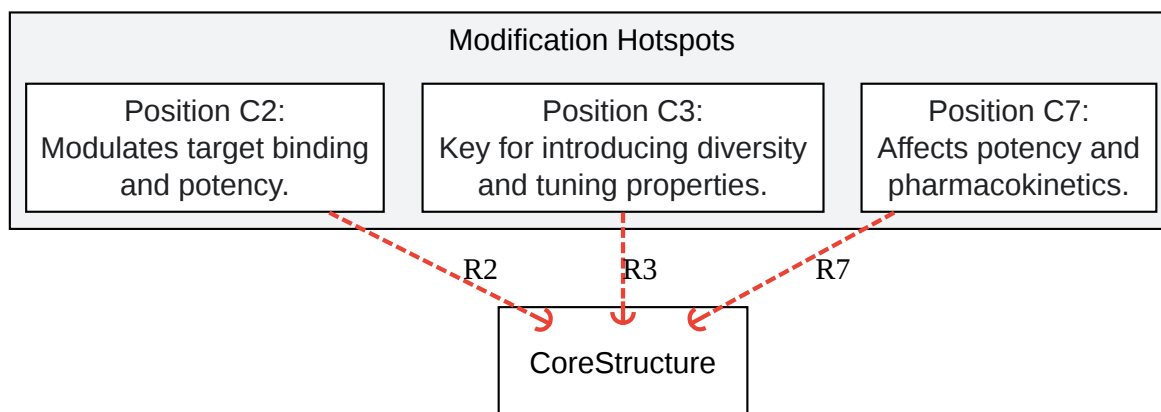 Modification Hotspots
Position C2:
Modulates target binding
and potency.
Position C3:
Key for introducing diversity
and tuning properties.
Position C7:
Affects potency and
pharmacokinetics.
R2
R3
R7
CoreStructure